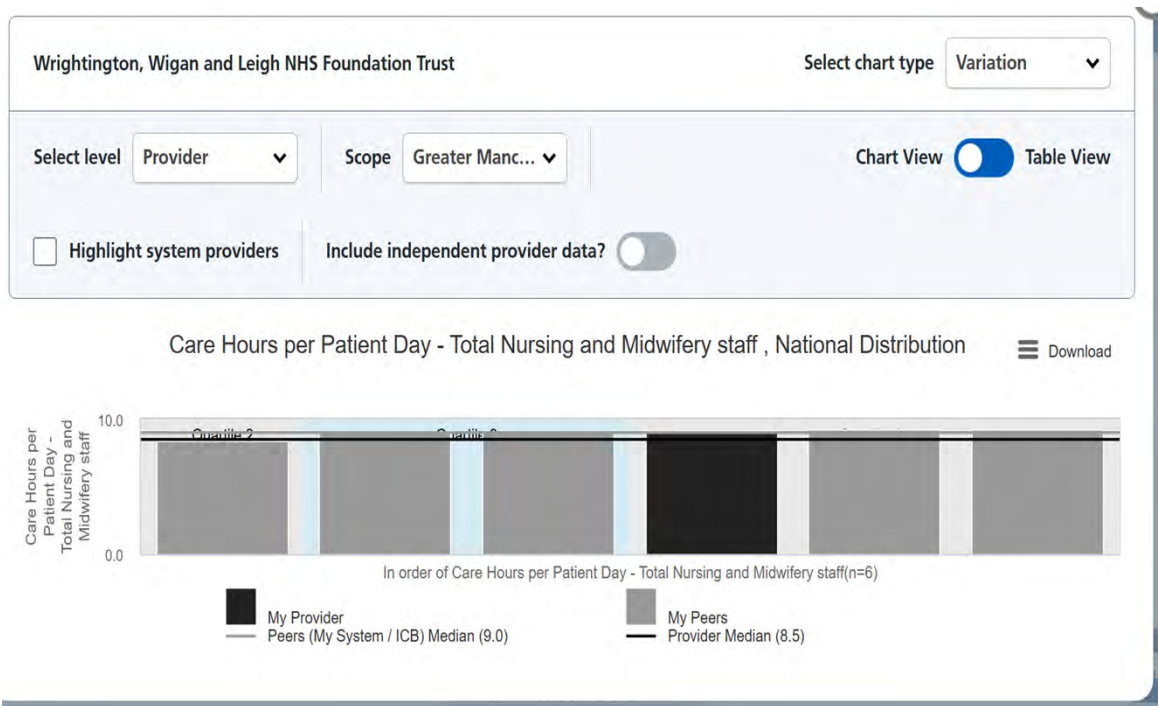 Wrightington, Wigan and Leigh NHS Foundation Trust
Select chart type Variation
Select level Provider Scope Greater Manc... Chart View Table View
Highlight system providers Include independent provider data?
Care Hours per Patient Day - Total Nursing and Midwifery staff , National Distribution
Download
Care Hours per
Patient Day -
Total Nursing and
Midwifery staff
10.0
Quartile 2
0.0
In order of Care Hours per Patient Day - Total Nursing and Midwifery staff(n=6)
My Provider
My Peers
Peers (My System / ICB) Median (9.0)
Provider Median (8.5)